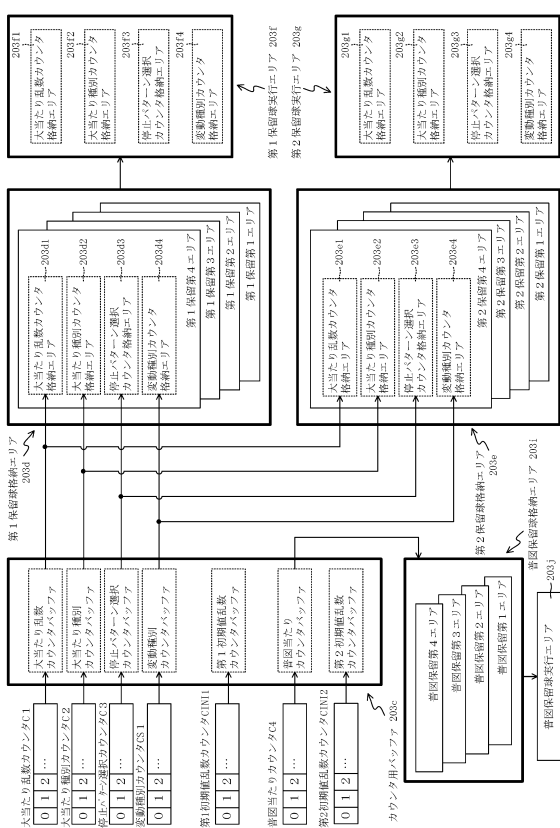 大当たり乱数カウンタC1
0 1 2 …
大当たり種別カウンタC2
0 1 2 …
停止パターン選択カウンタC3
0 1 2 …
変動種別カウンタCS1
0 1 2 …
第1初期値乱数カウンタCINI1
0 1 2 …
普図当たりカウンタC4
0 1 2 …
第2初期値乱数カウンタCINI2
0 1 2 …
大当たり乱数
カウンタバッファ
大当たり種別
カウンタバッファ
停止パターン選択
カウンタバッファ
変動種別
カウンタバッファ
第1初期値乱数
カウンタバッファ
普図当たり
カウンタバッファ
第2初期値乱数
カウンタバッファ
カウンタ用バッファ 203c
第1保留球格納エリア
203d
大当たり乱数カウンタ
格納エリア
203d1
大当たり種別カウンタ
格納エリア
203d2
停止パターン選択
カウンタ格納エリア
203d3
変動種別カウンタ
格納エリア
203d4
第1保留第4エリア
第1保留第3エリア
第1保留第2エリア
第1保留第1エリア
第2保留球格納エリア
203e
大当たり乱数カウンタ
格納エリア
203e1
大当たり種別カウンタ
格納エリア
203e2
停止パターン選択
カウンタ格納エリア
203e3
変動種別カウンタ
格納エリア
203e4
第2保留第4エリア
第2保留第3エリア
第2保留第2エリア
第2保留第1エリア
普図保留球格納エリア 203i
普図保留第4エリア
普図保留第3エリア
普図保留第2エリア
普図保留第1エリア
普図保留球実行エリア
203j
第1保留球実行エリア 203f
大当たり乱数カウンタ
格納エリア
203f1
大当たり種別カウンタ
格納エリア
203f2
停止パターン選択
カウンタ格納エリア
203f3
変動種別カウンタ
格納エリア
203f4
第2保留球実行エリア 203g
大当たり乱数カウンタ
格納エリア
203g1
大当たり種別カウンタ
格納エリア
203g2
停止パターン選択
カウンタ格納エリア
203g3
変動種別カウンタ
格納エリア
203g4